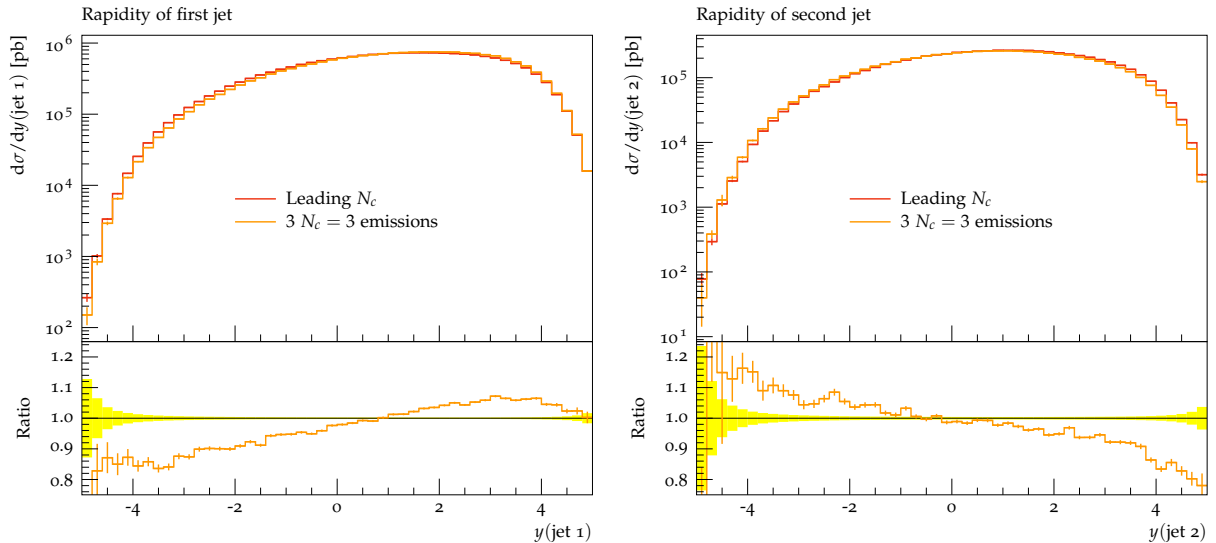 Rapidity of first jet
dσ/dy(jet 1) [pb]
10^6
10^5
10^4
10^3
10^2
Leading N_c
3 N_c = 3 emissions
Ratio
1.2
1.1
1.0
0.9
0.8
-4 -2 0 2 4
y(jet 1)
Rapidity of second jet
dσ/dy(jet 2) [pb]
10^5
10^4
10^3
10^2
10^1
Leading N_c
3 N_c = 3 emissions
Ratio
1.2
1.1
1.0
0.9
0.8
-4 -2 0 2 4
y(jet 2)